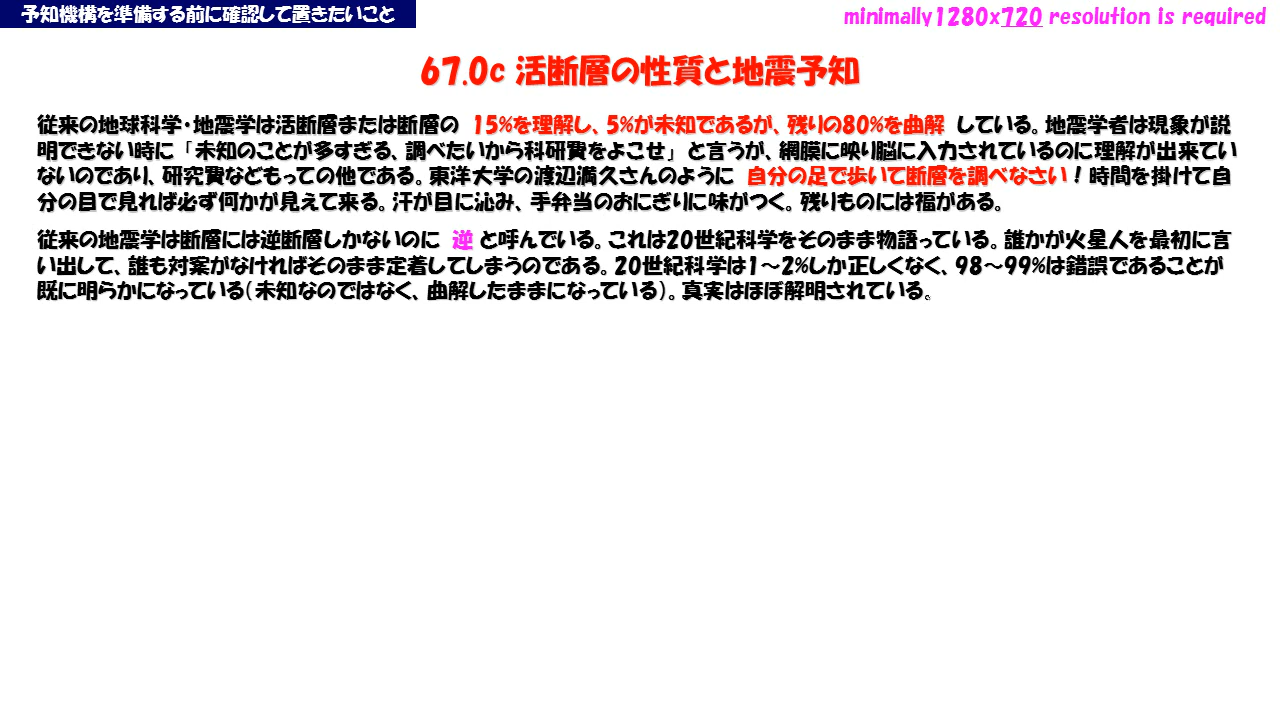 予知機構を準備する前に確認して置きたいこと
minimally1280x720 resolution is required
67.0c 活断層の性質と地震予知
従来の地球科学・地震学は活断層または断層の 15%を理解し、5%が未知であるが、残りの80%を曲解 している。地震学者は現象が説
明できない時に「未知のことが多すぎる、調べたいから科研費をよこせ」と言うが、網膜に映り脳に入力されているのに理解が出来てい
ないのであり、研究費などもっての他である。東洋大学の渡辺満久さんのように 自分の足で歩いて断層を調べなさい！時間を掛けて自
分の目で見れば必ず何かが見えて来る。汗が目に沁み、手弁当のおにぎりに味がつく。残りものには福がある。
従来の地震学は断層には逆断層しかないのに 逆 と呼んでいる。これは20世紀科学をそのまま物語っている。誰かが火星人を最初に言
い出して、誰も対案がなければそのまま定着してしまうのである。20世紀科学は1～2%しか正しくなく、98～99%は錯誤であることが
既に明らかになっている（未知なのではなく、曲解したままになっている）。真実はほぼ解明されている。